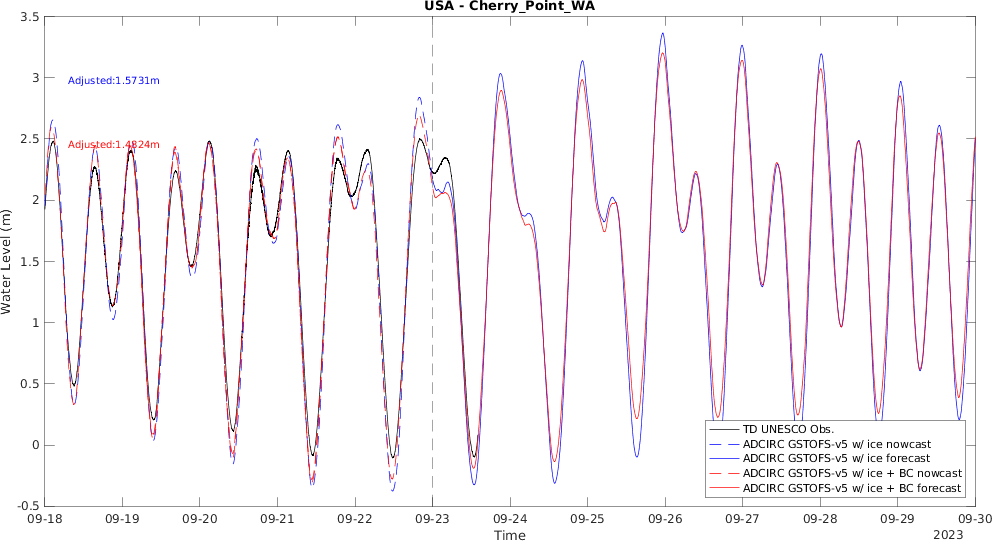 USA - Cherry_Point_WA
3.5
3
2.5
2
1.5
1
0.5
0
-0.5
Water Level (m)
Adjusted:1.5731m
Adjusted:1.4824m
TD UNESCO Obs.
ADCIRC GSTOFS-v5 w/ ice nowcast
ADCIRC GSTOFS-v5 w/ ice forecast
ADCIRC GSTOFS-v5 w/ ice + BC nowcast
ADCIRC GSTOFS-v5 w/ ice + BC forecast
09-18 09-19 09-20 09-21 09-22 09-23 09-24 09-25 09-26 09-27 09-28 09-29 09-30
Time
2023